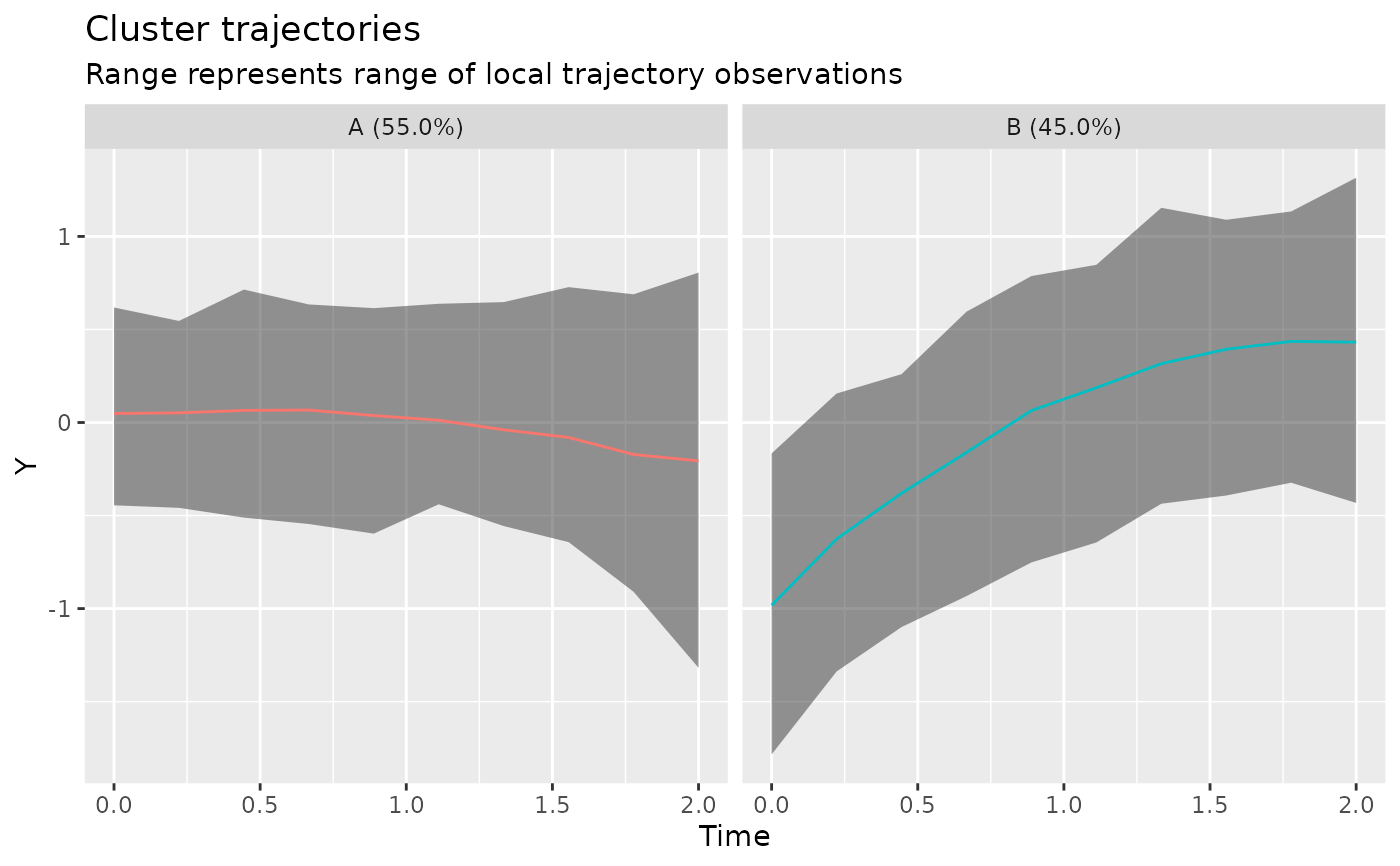 Cluster trajectories
Range represents range of local trajectory observations
A (55.0%) B (45.0%)
1
0
-1
Y
0.0 0.5 1.0 1.5 2.0 0.0 0.5 1.0 1.5 2.0
Time